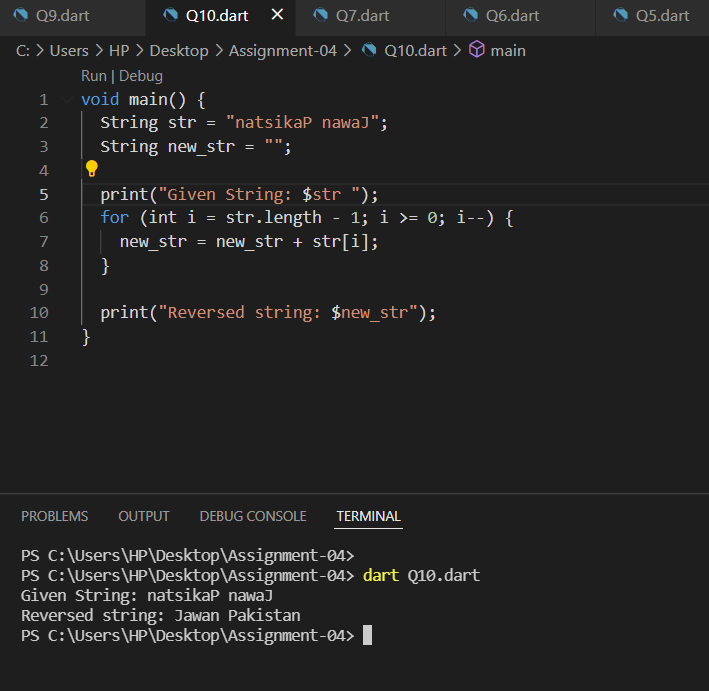 Q9.dart Q10.dart Q7.dart Q6.dart Q5.dart
C: > Users > HP > Desktop > Assignment-04 > Q10.dart > main
Run | Debug
1 void main() {
2   String str = "natsikaP nawaJ";
3   String new_str = "";
4
5   print("Given String: $str ");
6   for (int i = str.length - 1; i >= 0; i--) {
7     new_str = new_str + str[i];
8   }
9
10   print("Reversed string: $new_str");
11 }
12
PROBLEMS OUTPUT DEBUG CONSOLE TERMINAL
PS C:\Users\HP\Desktop\Assignment-04>
PS C:\Users\HP\Desktop\Assignment-04> dart Q10.dart
Given String: natsikaP nawaJ
Reversed string: Jawan Pakistan
PS C:\Users\HP\Desktop\Assignment-04>